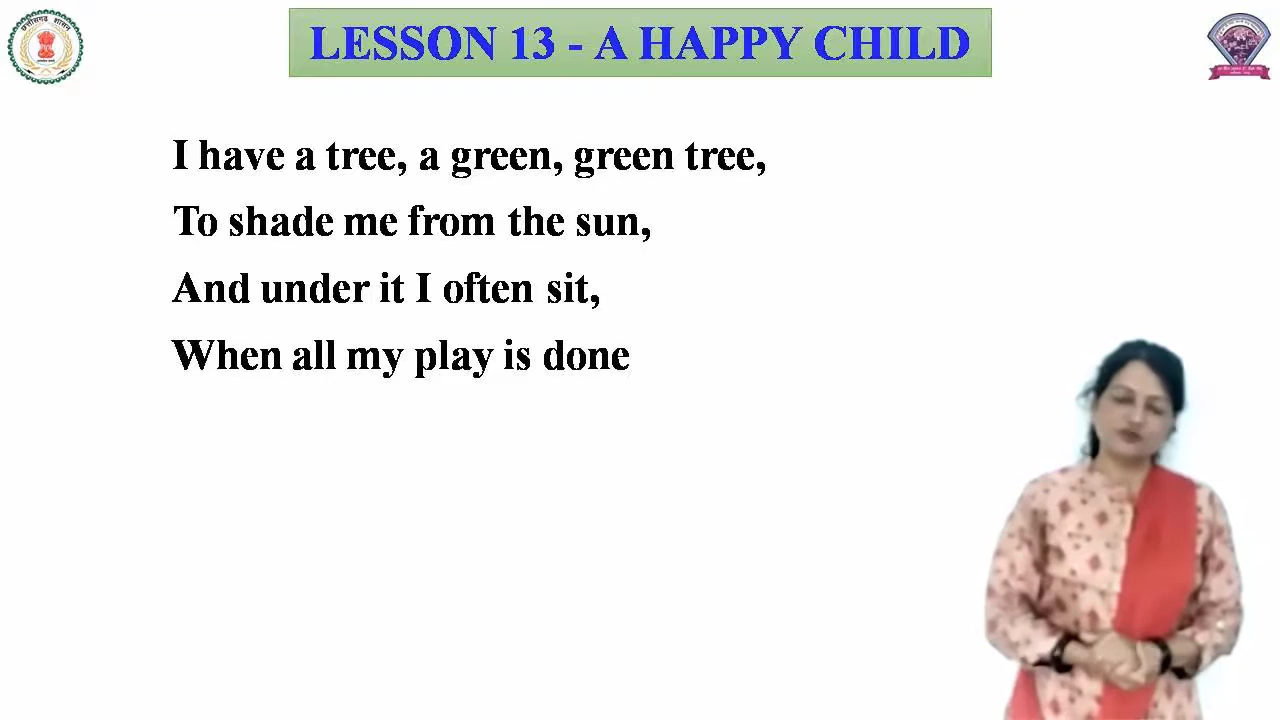 LESSON 13 - A HAPPY CHILD
I have a tree, a green, green tree,
To shade me from the sun,
And under it I often sit,
When all my play is done